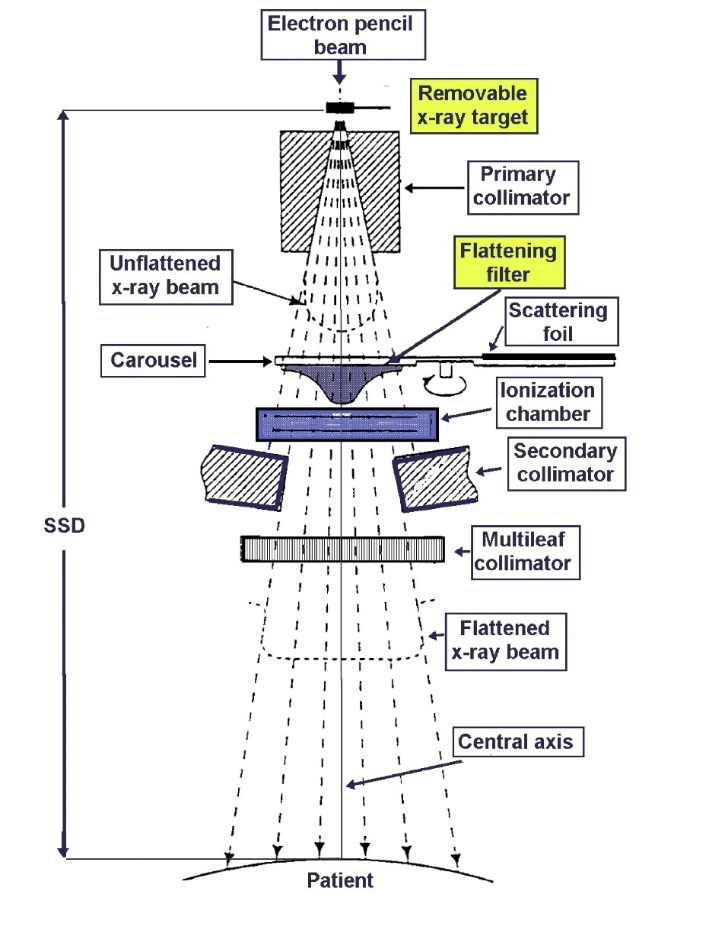 Electron pencil
beam
Removable
x-ray target
Primary
collimator
Flattening
filter
Unflattened
x-ray beam
Scattering
foil
Carousel
Ionization
chamber
Secondary
collimator
SSD
Multileaf
collimator
Flattened
x-ray beam
Central axis
Patient